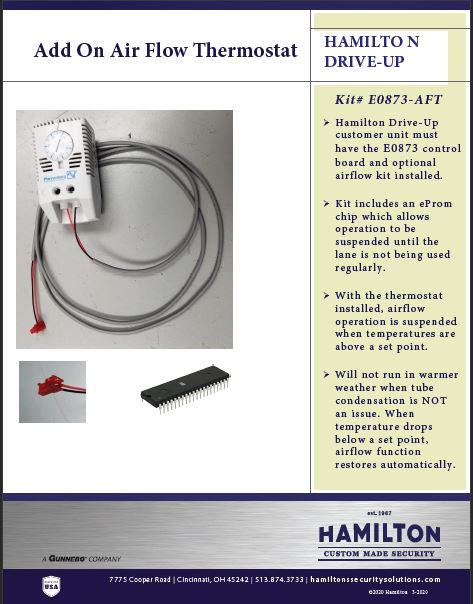 Add On Air Flow Thermostat
HAMILTON
DRIVE-UP
Kit# E0873-AFT
➢ Hamilton Drive-Up
customer unit must
have the E0873 control
board and optional
airflow kit installed.
➢ Kit includes an eProm
chip which allows
operation to be
suspended until the
lane is not being used
regularly.
➢ With the thermostat
installed, airflow
operation is suspended
when temperatures are
above a set point.
➢ Will not run in warmer
weather when tube
condensation is NOT
an issue. When
temperature drops
below a set point,
airflow function
restores automatically.
est. 1967
HAMILTON
CUSTOM MADE SECURITY
A GUNNEBO® COMPANY
USA
7775 Cooper Road | Cincinnati, OH 45242 | 513.874.3733 | hamiltonssecuritysolutions.com
©2020 Hamilton 3-2020